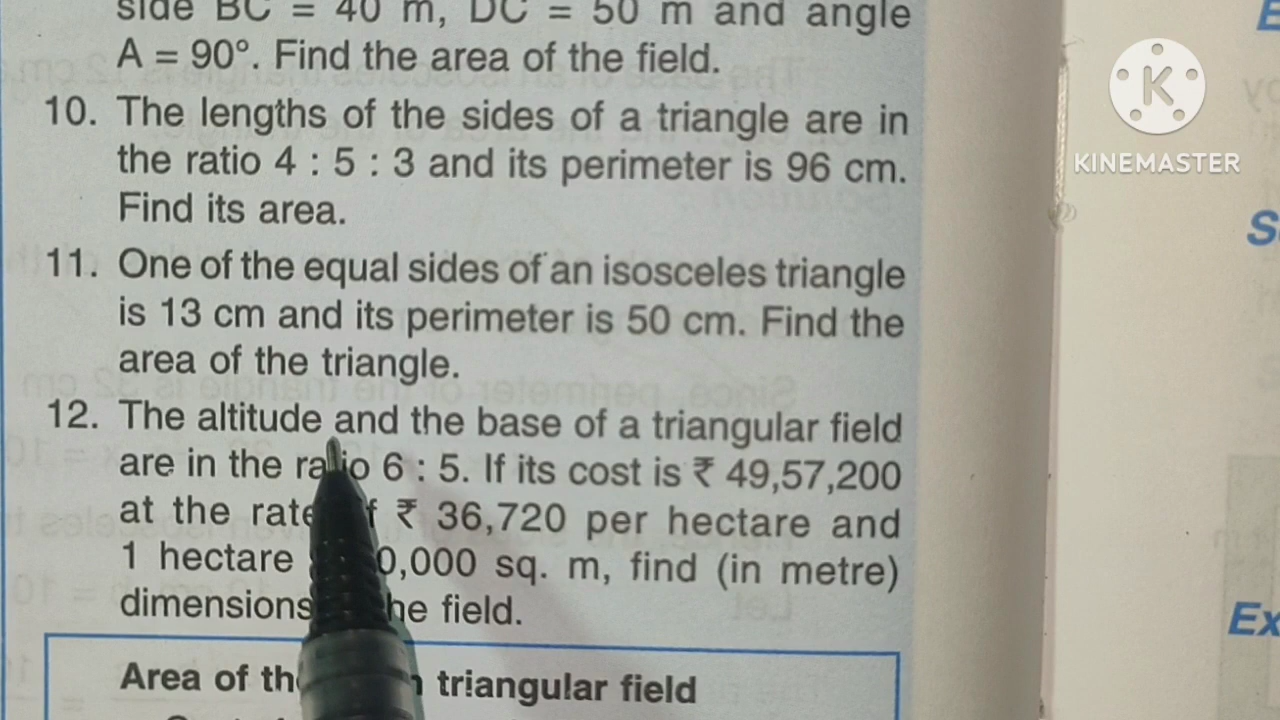 side BC = 40 m, DC = 50 m and angle
A = 90°. Find the area of the field.
10. The lengths of the sides of a triangle are in
the ratio 4 : 5 : 3 and its perimeter is 96 cm.
Find its area.
11. One of the equal sides of an isosceles triangle
is 13 cm and its perimeter is 50 cm. Find the
area of the triangle.
12. The altitude and the base of a triangular field
are in the ratio 6 : 5. If its cost is ₹ 49,57,200
at the rate ₹ 36,720 per hectare and
1 hectare 0,000 sq. m, find (in metre)
dimensions he field.
Area of triangular field
KINEMASTER
E
S
Ex